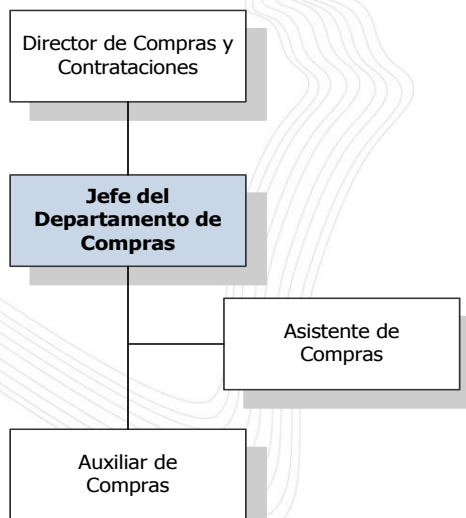 Director de Compras y
Contrataciones
Jefe del
Departamento de
Compras
Asistente de
Compras
Auxiliar de
Compras